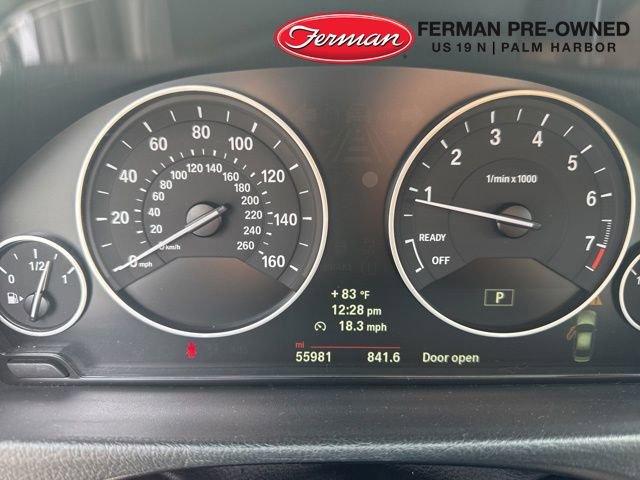 Ferman
FERMAN PRE-OWNED
US 19 N | PALM HARBOR
0 20 40 60 80 100 120 140 160
mph
20 40 60 80 100 120 140 160 180 200 220 240 260
km/h
0 1/2 1
1 2 3 4 5 6 7
1/min x 1000
READY
OFF
P
+ 83 °F
12:28 pm
18.3 mph
mi
55981 841.6 Door open